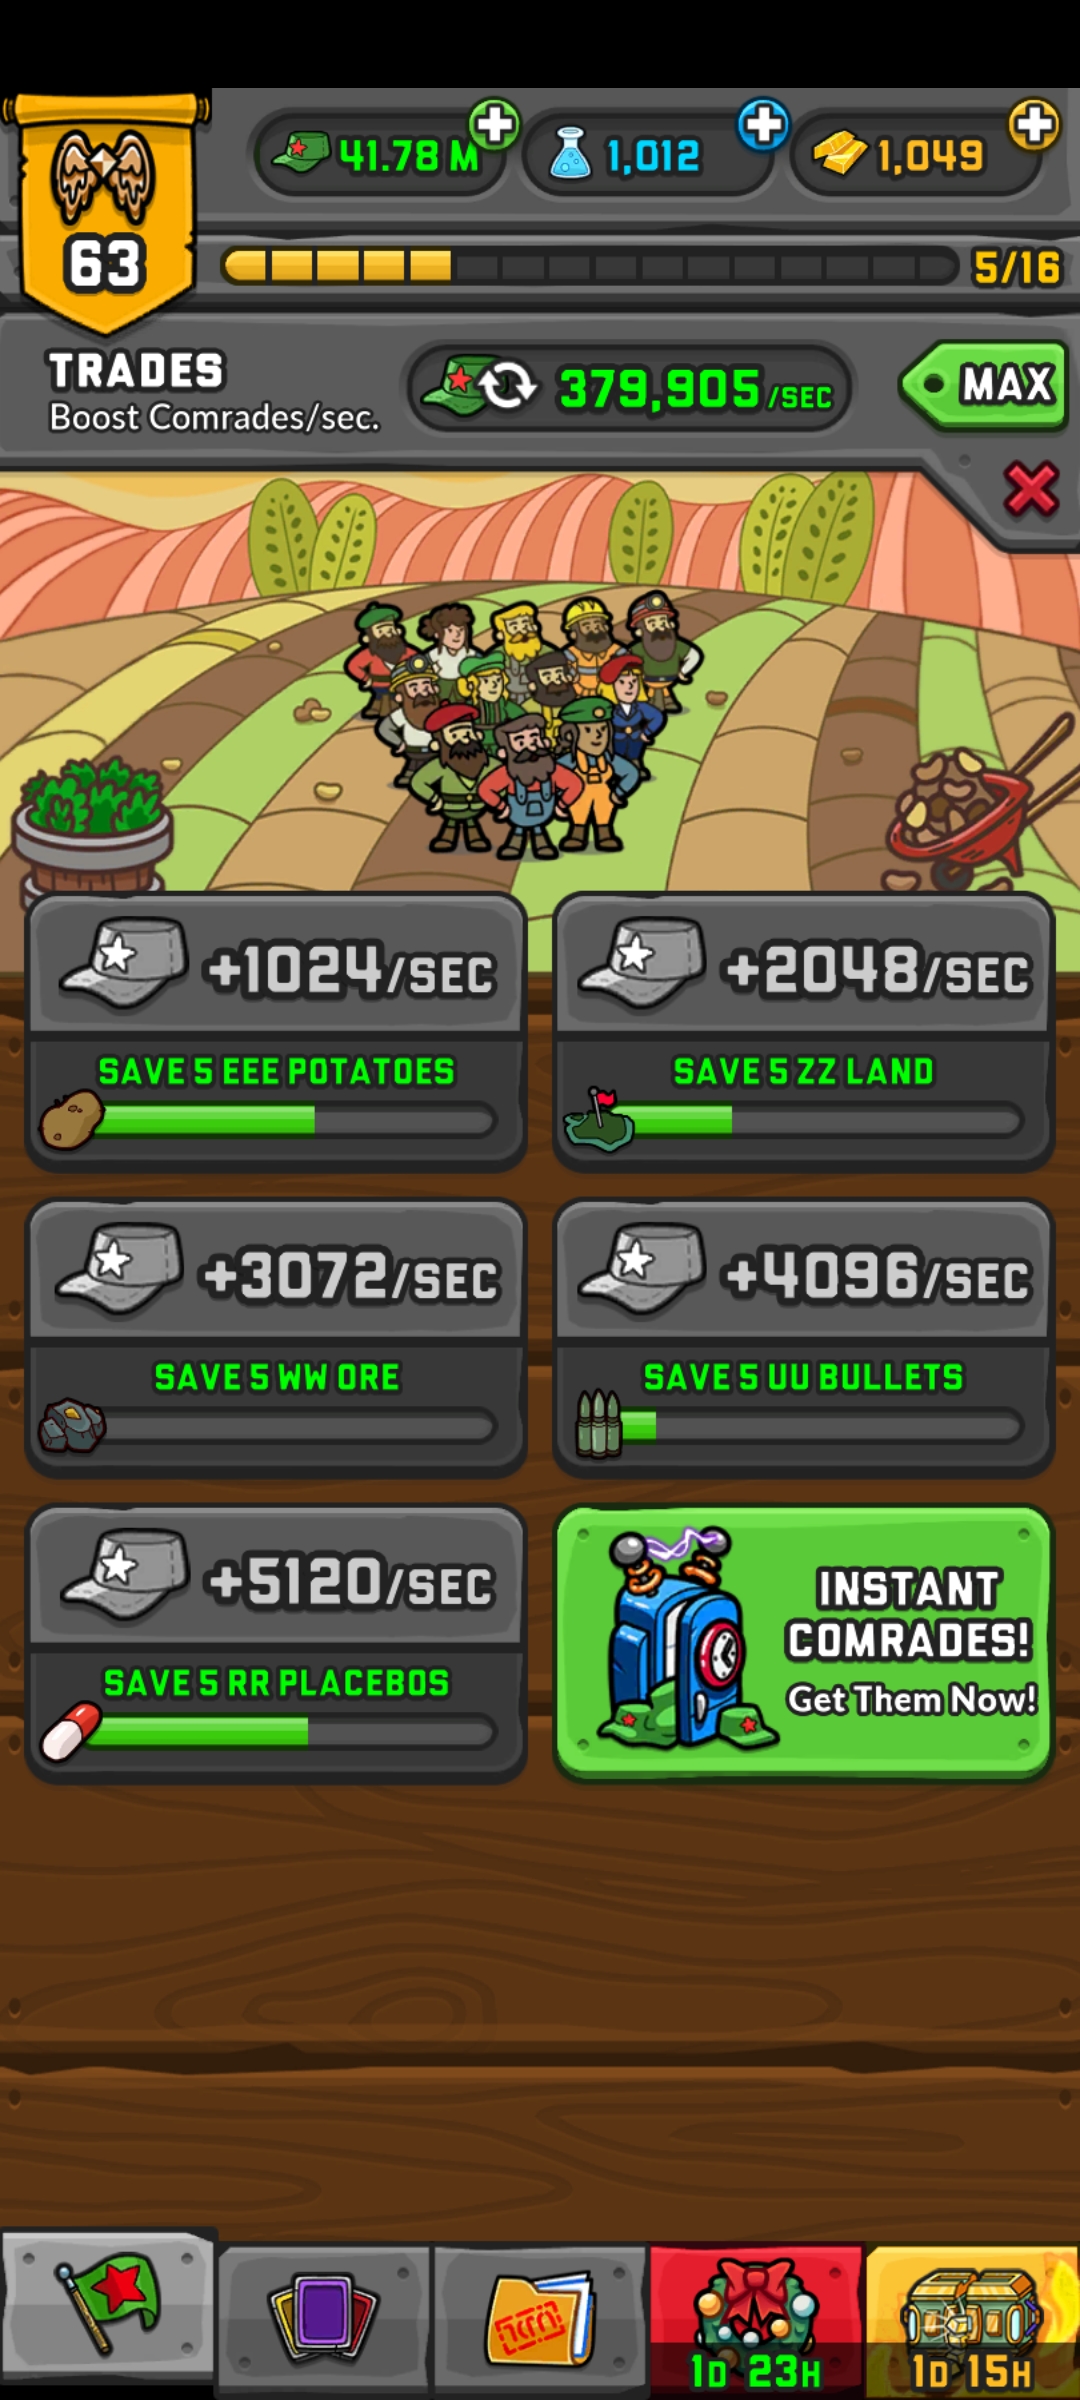 41.78 M
1,012
1,049
63
5/16
TRADES
Boost Comrades/sec.
379,905/SEC
MAX
+1024/SEC
SAVE 5 EEE POTATOES
+2048/SEC
SAVE 5 ZZ LAND
+3072/SEC
SAVE 5 WW ORE
+4096/SEC
SAVE 5 UU BULLETS
+5120/SEC
SAVE 5 RR PLACEBOS
INSTANT
COMRADES!
Get Them Now!
1D 23H
1D 15H